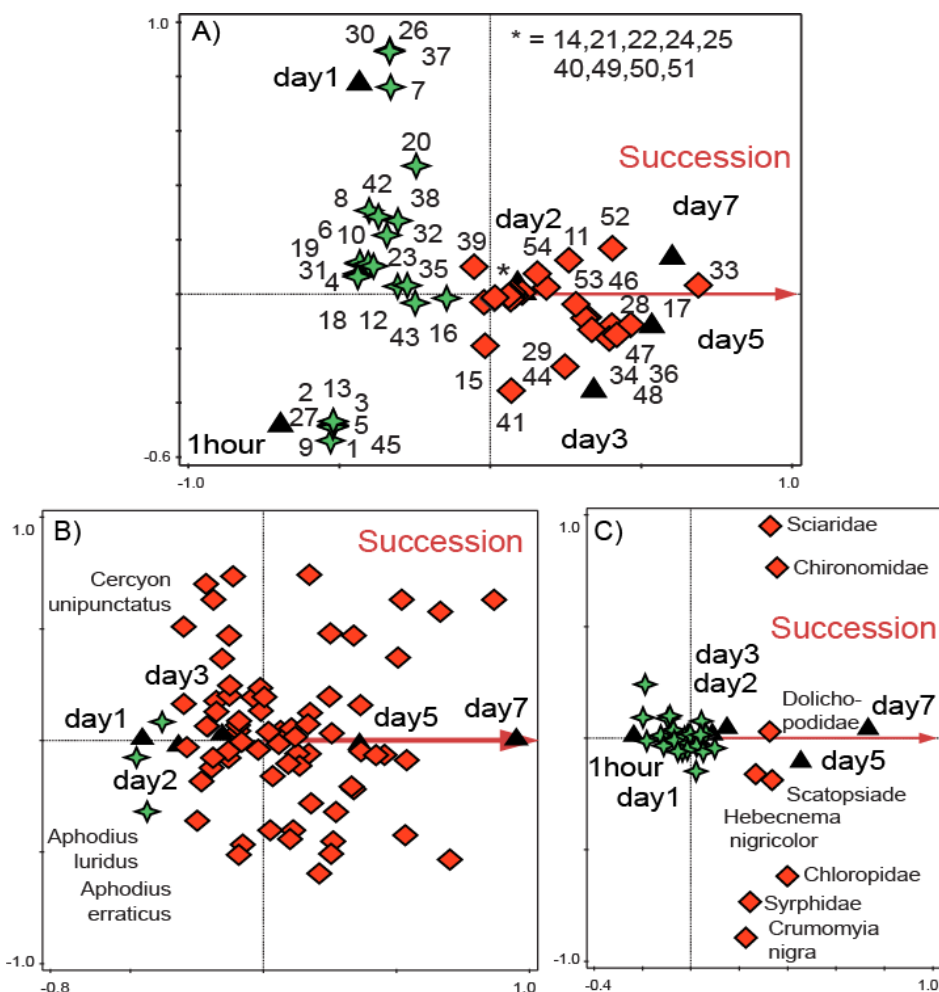 A)
1.0
30 26
37
* = 14,21,22,24,25
40,49,50,51
day1
7
20
Succession
8 42 38
day2
52
day7
6 10 32
39 54 11
19 23
33
31 4 35
*
53 46
28 17
18 12 43 16
day5
15 29 44
47
34 36
48
41
day3
2 13 3
27 5
1hour
9 1 45
-0.6
-1.0
1.0
B)
1.0
Succession
Cercyon
unipunctatus
day3
day1
day5
day7
day2
Aphodius
luridus
Aphodius
erraticus
-1.0
-0.8
1.0
C)
1.0
Sciaridae
Chironomidae
Succession
day3
day2
Dolicho-
podidae
day7
1hour
day5
day1
Scatopsiade
Hebecnema
nigricolor
Chloropidae
Syrphidae
Crumomyia
nigra
-1.0
-0.4
1.0